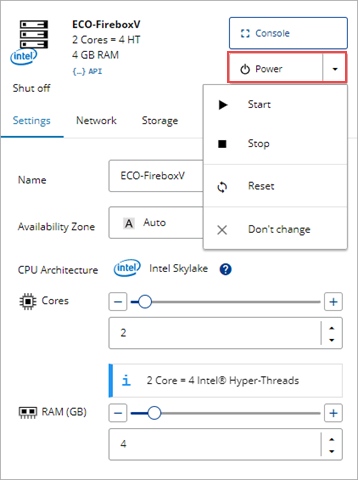 ECO-FireboxV
2 Cores = 4 HT
4 GB RAM
{...} API
intel
Shut off
Console
Power
Start
Stop
Reset
Don't change
Settings
Network
Storage
Name
ECO-FireboxV
Availability Zone
A Auto
CPU Architecture
intel
Intel Skylake
?
Cores
2
i 2 Core = 4 Intel® Hyper-Threads
RAM (GB)
4